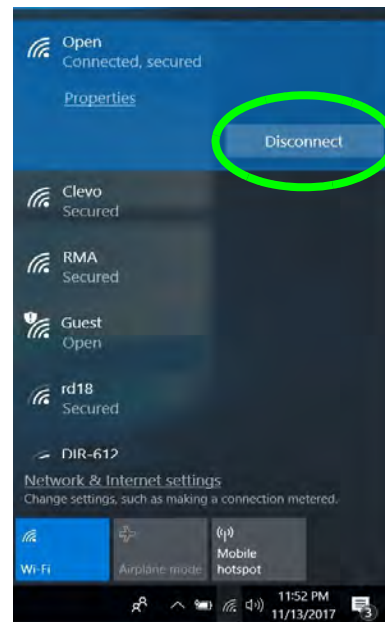 Open
Connected, secured
Properties
Disconnect
Clevo
Secured
RMA
Secured
Guest
Open
rd18
Secured
DIR-612
Network & Internet settings
Change settings, such as making a connection metered.
Wi-Fi
Airplane mode
Mobile
hotspot
11:52 PM
11/13/2017
3